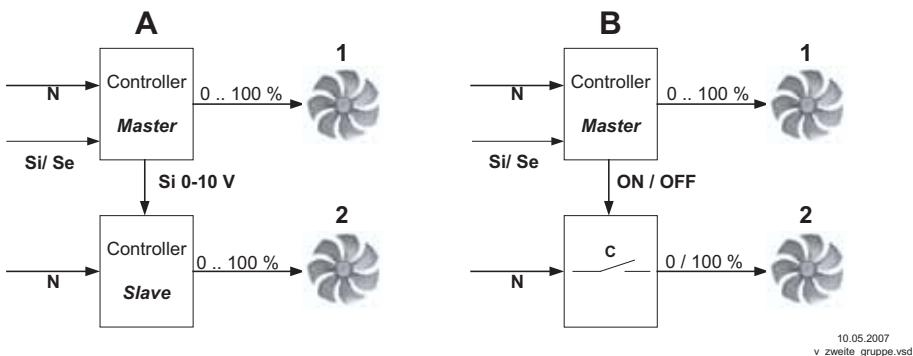 A
1
Controller
Master
N
Si/ Se
0 .. 100 %
Si 0-10 V
2
Controller
Slave
N
0 .. 100 %
B
1
Controller
Master
N
Si/ Se
0 .. 100 %
ON / OFF
2
C
N
0 / 100 %
10.05.2007
v_zweite_gruppe.vsd